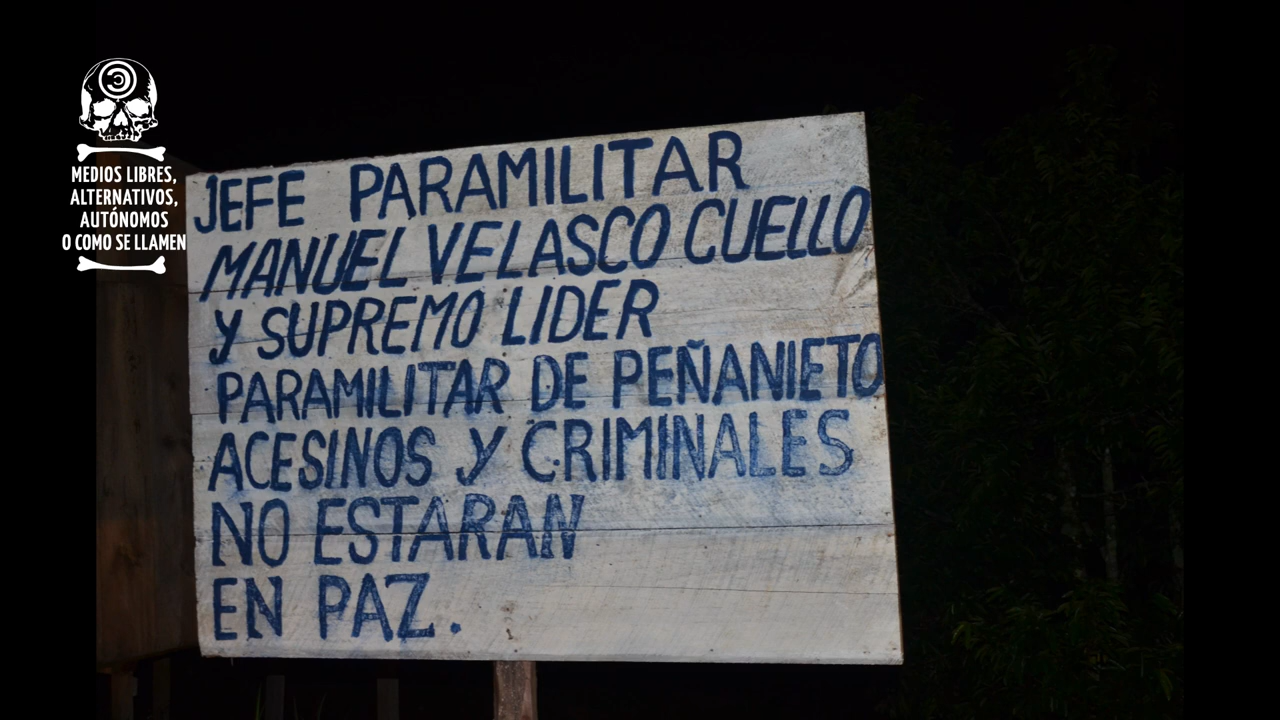 MEDIOS LIBRES,
ALTERNATIVOS,
AUTÓNOMOS
O COMO SE LLAMEN
JEFE PARAMILITAR
MANUEL VELASCO CUELLO
Y SUPREMO LIDER
PARAMILITAR DE PEÑANIETO
ACESINOS Y CRIMINALES
NO ESTARAN
EN PAZ.